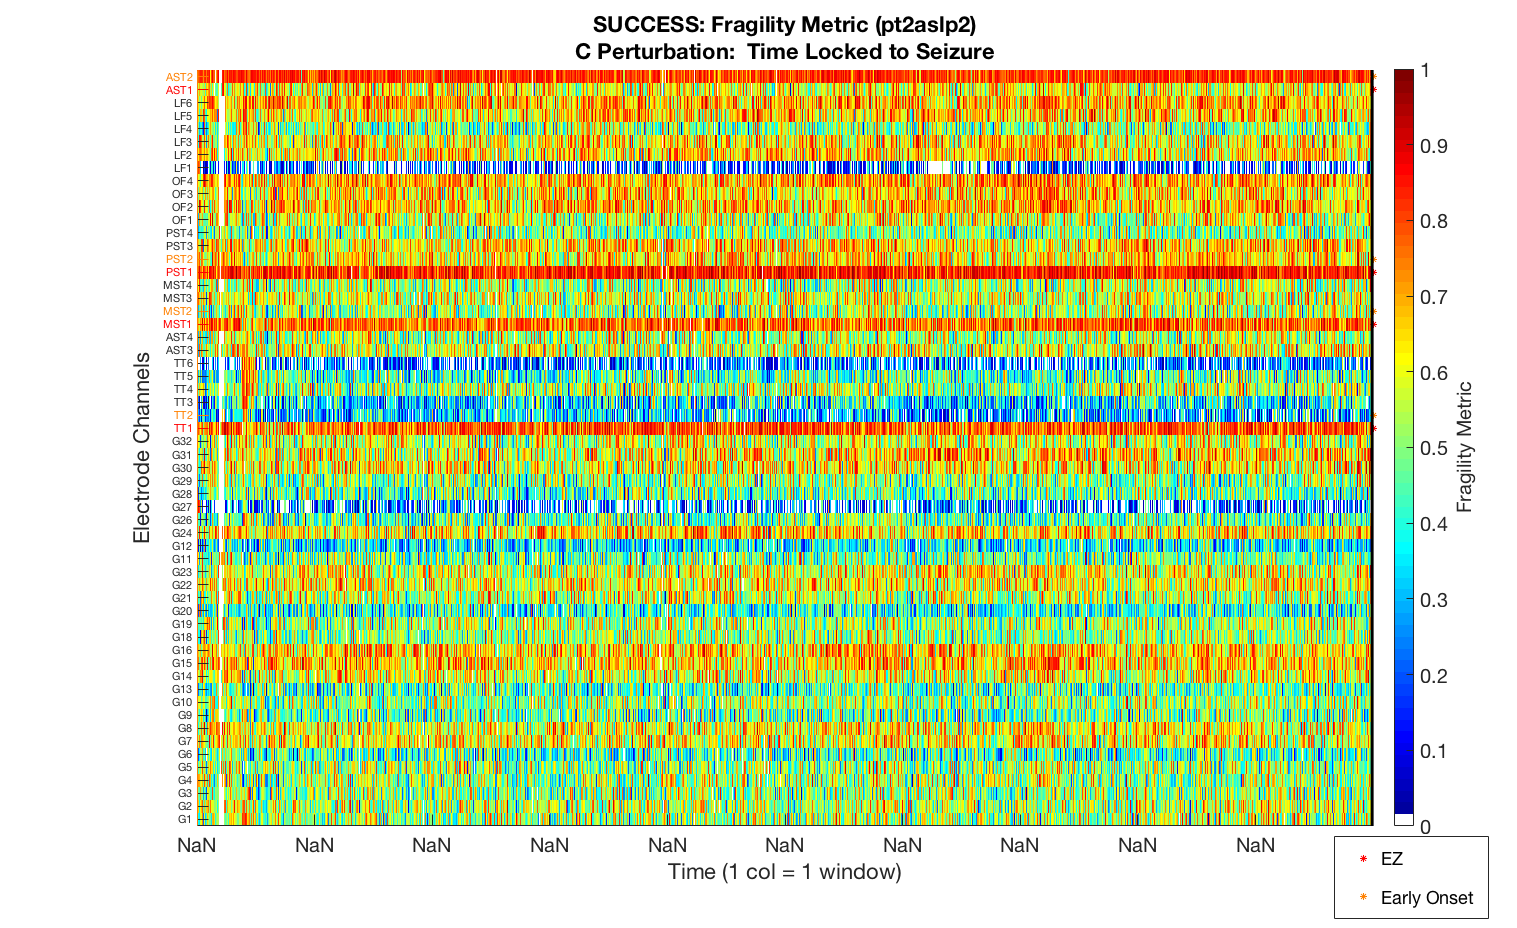 SUCCESS: Fragility Metric (pt2aslp2)
C Perturbation: Time Locked to Seizure
Electrode Channels
AST2
AST1
LF6
LF5
LF4
LF3
LF2
LF1
OF4
OF3
OF2
OF1
PST4
PST3
PST2
PST1
MST4
MST3
MST2
MST1
AST4
AST3
TT6
TT5
TT4
TT3
TT2
TT1
G32
G31
G30
G29
G28
G27
G26
G24
G12
G11
G23
G22
G21
G20
G19
G18
G16
G15
G14
G13
G10
G9
G8
G7
G6
G5
G4
G3
G2
G1
NaN NaN NaN NaN NaN NaN NaN NaN NaN NaN
Time (1 col = 1 window)
1
0.9
0.8
0.7
0.6
0.5
0.4
0.3
0.2
0.1
0
Fragility Metric
EZ
Early Onset